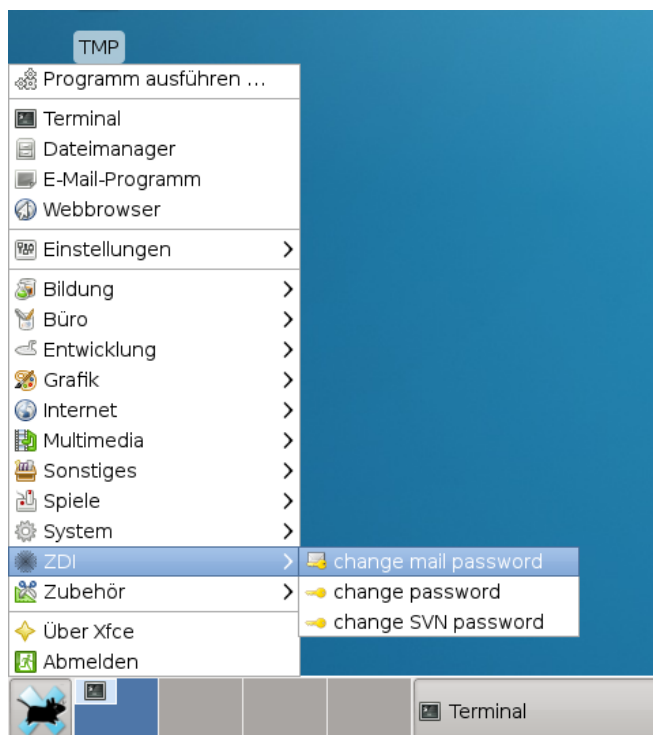 TMP
Programm ausführen ...
Terminal
Dateimanager
E-Mail-Programm
Webbrowser
Einstellungen
Bildung
Büro
Entwicklung
Grafik
Internet
Multimedia
Sonstiges
Spiele
System
ZDI
change mail password
Zubehör
change password
change SVN password
Über Xfce
Abmelden
Terminal